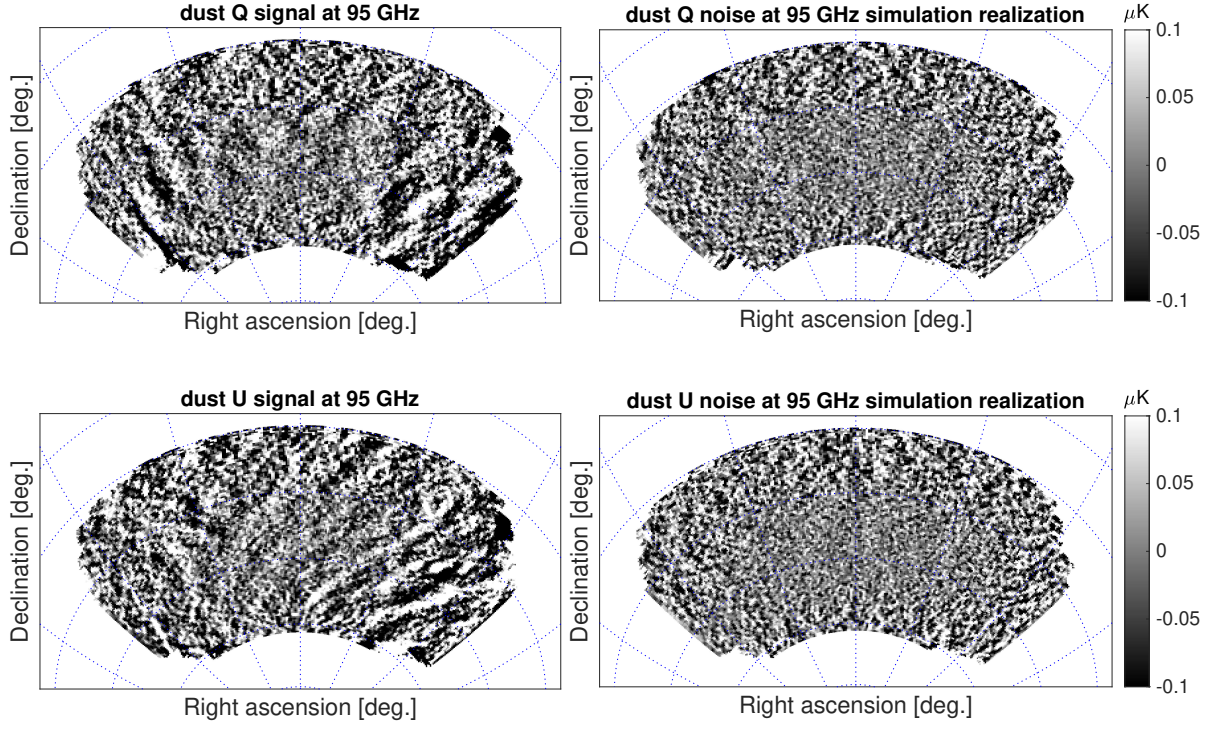 dust Q signal at 95 GHz
dust Q noise at 95 GHz simulation realization
μK
Declination [deg.]
Declination [deg.]
0.1
0.05
0
-0.05
-0.1
Right ascension [deg.]
Right ascension [deg.]
dust U signal at 95 GHz
dust U noise at 95 GHz simulation realization
μK
Declination [deg.]
Declination [deg.]
0.1
0.05
0
-0.05
-0.1
Right ascension [deg.]
Right ascension [deg.]